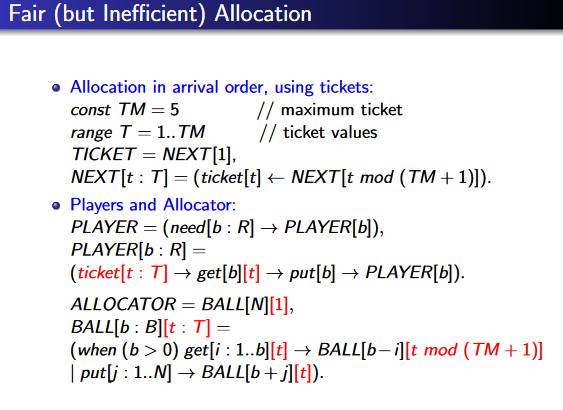 Fair (but Inefficient) Allocation
Allocation in arrival order, using tickets:
const TM = 5 // maximum ticket
range T = 1..TM // ticket values
TICKET = NEXT[1],
NEXT[t : T] = (ticket[t] ← NEXT[t mod (TM + 1)]).
Players and Allocator:
PLAYER = (need[b : R] → PLAYER[b]),
PLAYER[b : R] =
(ticket[t : T] → get[b][t] → put[b] → PLAYER[b]).
ALLOCATOR = BALL[N][1],
BALL[b : B][t : T] =
(when (b > 0) get[i : 1..b][t] → BALL[b−i][t mod (TM + 1)]
| put[j : 1..N] → BALL[b + j][t]).